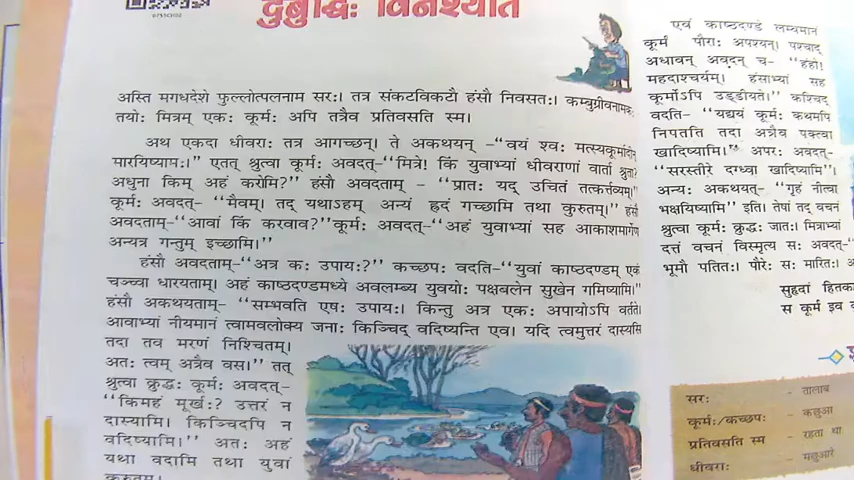 दुर्बुद्धिः विनश्यति
अस्ति मगधदेशे फुल्लोत्पलनाम सरः। तत्र संकटविकटौ हंसौ निवसतः। कम्बुग्रीवनामकः
तयोः मित्रम् एकः कूर्मः अपि तत्रैव प्रतिवसति स्म।
अथ एकदा धीवराः तत्र आगच्छन्। ते अकथयन् -“वयं श्वः मत्स्यकूर्मादीन्
मारयिष्यामः।” एतत् श्रुत्वा कूर्मः अवदत्-“मित्रे! किं युवाभ्यां धीवराणां वार्ता श्रुता?
अधुना किम् अहं करोमि?” हंसौ अवदताम् - “प्रातः यद् उचितं तत्कर्त्तव्यम्।”
कूर्मः अवदत्- “मैवम्। तद् यथाऽहम् अन्यं ह्रदं गच्छामि तथा कुरुतम्।” हंसौ
अवदताम्-“आवां किं करवाव?”कूर्मः अवदत्-“अहं युवाभ्यां सह आकाशमार्गेण
अन्यत्र गन्तुम् इच्छामि।”
हंसौ अवदताम्-“अत्र कः उपायः?” कच्छपः वदति-“युवां काष्ठदण्डम् एकं
चञ्च्वा धारयताम्। अहं काष्ठदण्डमध्ये अवलम्ब्य युवयोः पक्षबलेन सुखेन गमिष्यामि।”
हंसौ अकथयताम्- “सम्भवति एषः उपायः। किन्तु अत्र एकः अपायोऽपि वर्तते।
आवाभ्यां नीयमानं त्वामवलोक्य जनाः किञ्चिद् वदिष्यन्ति एव। यदि त्वमुत्तरं दास्यसि
तदा तव मरणं निश्चितम्।
अतः त्वम् अत्रैव वस।” तत्
श्रुत्वा क्रुद्धः कूर्मः अवदत्-
“किमहं मूर्खः? उत्तरं न
दास्यामि। किञ्चिदपि न
वदिष्यामि।” अतः अहं
यथा वदामि तथा युवां
कुरुतम्।
एवं काष्ठदण्डे लम्बमानं
कूर्मं पौराः अपश्यन्। पश्चाद्
अधावन् अवदन् च- “हंहो!
महदाश्चर्यम्। हंसाभ्यां सह
कूर्मोऽपि उड्डीयते।” कश्चिद्
वदति- “यद्ययं कूर्मः कथमपि
निपतति तदा अत्रैव पक्त्वा
खादिष्यामि।” अपरः अवदत्-
“सरस्तीरे दग्ध्वा खादिष्यामि”।
अन्यः अकथयत्- “गृहं नीत्वा
भक्षयिष्यामि” इति। तेषां तद् वचनं
श्रुत्वा कूर्मः क्रुद्धः जातः। मित्राभ्यां
दत्तं वचनं विस्मृत्य सः अवदत्-“
भूमौ पतितः। पौरैः सः मारितः।
सुहृदां हितका
स कूर्म इव
सरः - तालाब
कूर्मः/कच्छपः - कछुआ
प्रतिवसति स्म - रहता था
धीवराः - मछुआरे